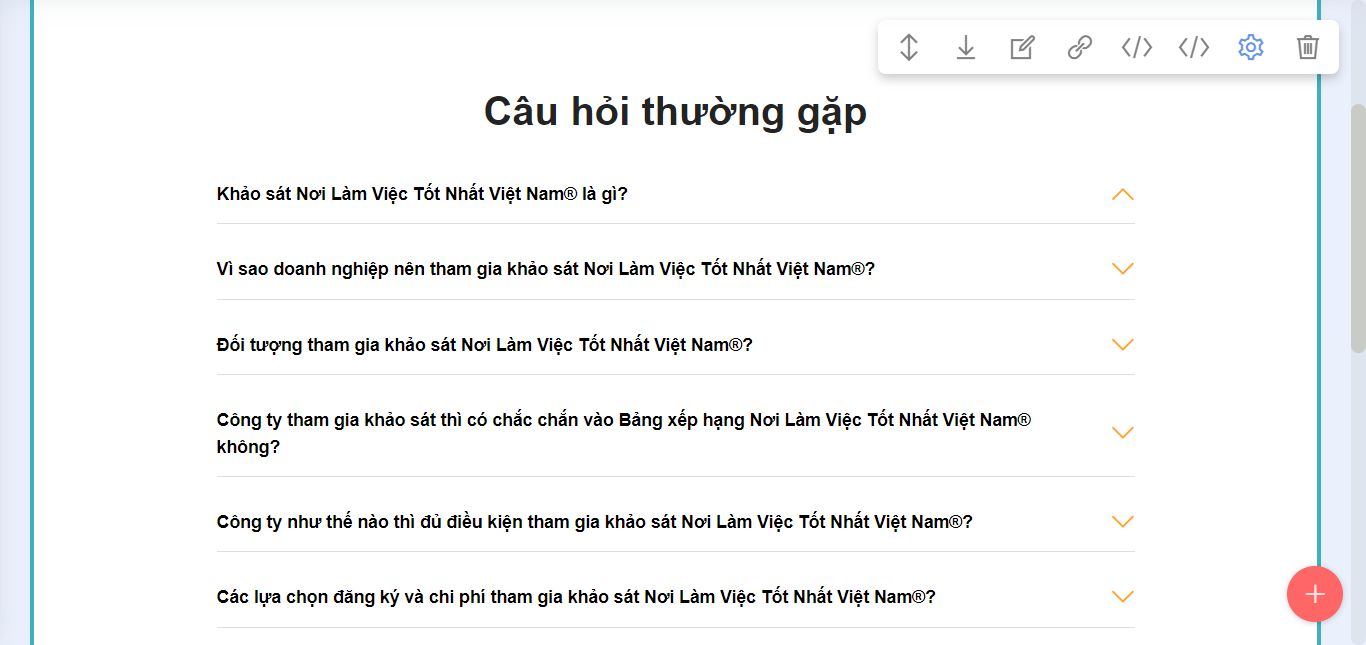 Câu hỏi thường gặp
Khảo sát Nơi Làm Việc Tốt Nhất Việt Nam® là gì?
Vì sao doanh nghiệp nên tham gia khảo sát Nơi Làm Việc Tốt Nhất Việt Nam®?
Đối tượng tham gia khảo sát Nơi Làm Việc Tốt Nhất Việt Nam®?
Công ty tham gia khảo sát thì có chắc chắn vào Bảng xếp hạng Nơi Làm Việc Tốt Nhất Việt Nam®
không?
Công ty như thế nào thì đủ điều kiện tham gia khảo sát Nơi Làm Việc Tốt Nhất Việt Nam®?
Các lựa chọn đăng ký và chi phí tham gia khảo sát Nơi Làm Việc Tốt Nhất Việt Nam®?